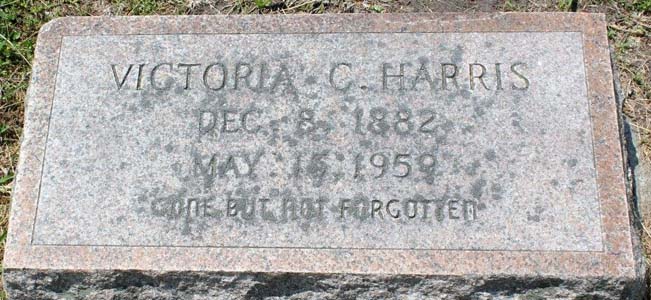 VICTORIA C. HARRIS
DEC. 8, 1882
MAY 15, 1959
GONE BUT NOT FORGOTTEN